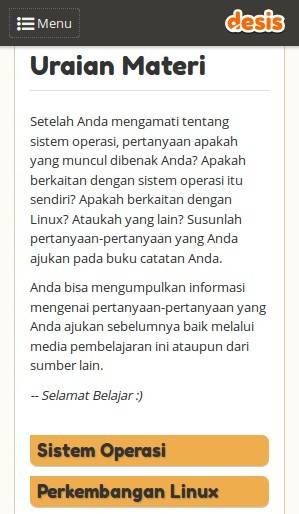 Menu
desis
Uraian Materi
Setelah Anda mengamati tentang
sistem operasi, pertanyaan apakah
yang muncul dibenak Anda? Apakah
berkaitan dengan sistem operasi itu
sendiri? Apakah berkaitan dengan
Linux? Ataukah yang lain? Susunlah
pertanyaan-pertanyaan yang Anda
ajukan pada buku catatan Anda.
Anda bisa mengumpulkan informasi
mengenai pertanyaan-pertanyaan yang
Anda ajukan sebelumnya baik melalui
media pembelajaran ini ataupun dari
sumber lain.
-- Selamat Belajar :)
Sistem Operasi
Perkembangan Linux